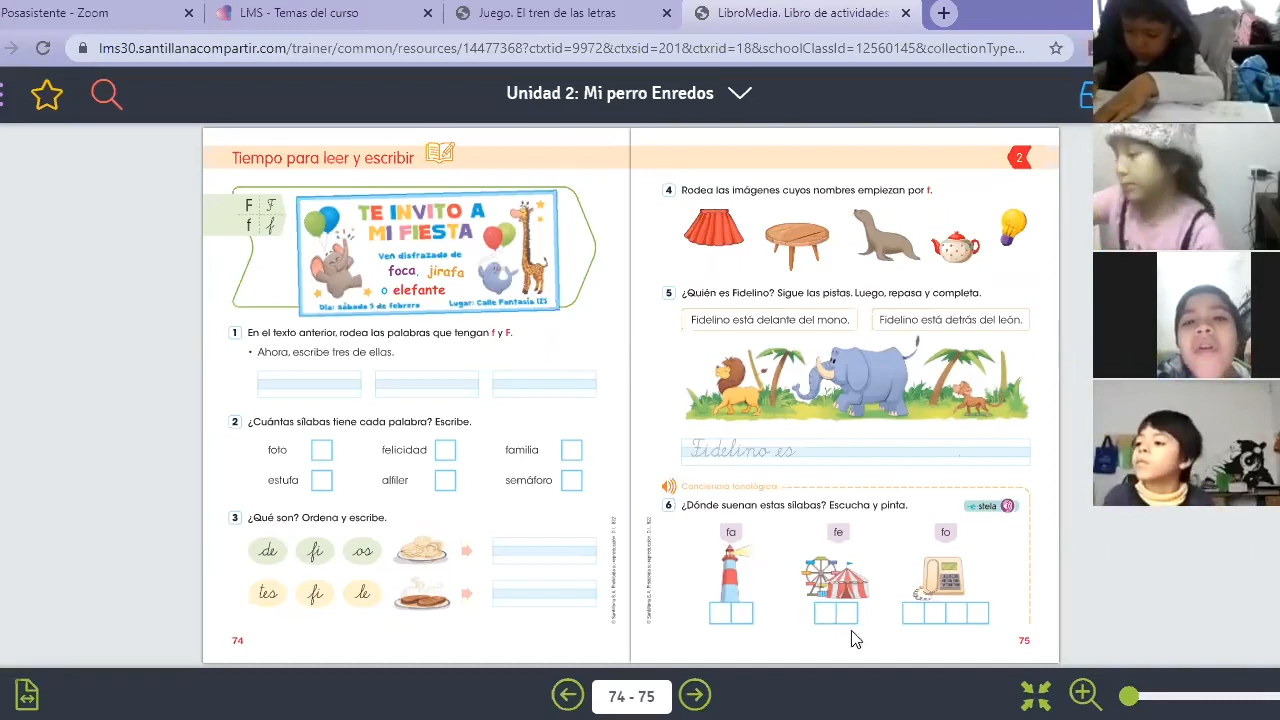 Posasistente - Zoom
LMS - Temas del curso
Juego. El tren de las letras
LibroMedia. Libro de actividades
lms30.santillanacompartir.com/trainer/common/resources/14477368?ctxtid=9972&ctxsid=201&ctxrid=18&schoolClassId=12560145&collectionType...
Unidad 2: Mi perro Enredos
Tiempo para leer y escribir
F F
f f
TE INVITO A
MI FIESTA
Ven disfrazado de
foca, jirafa
o elefante
Día: sábado 5 de febrero Lugar: Calle Fantasía 123
1 En el texto anterior, rodea las palabras que tengan f y F.
• Ahora, escribe tres de ellas.
2 ¿Cuántas sílabas tiene cada palabra? Escribe.
foto felicidad familia
estufa alfiler semáforo
3 ¿Qué son? Ordena y escribe.
de fi os
tes fi le
74
2
4 Rodea las imágenes cuyos nombres empiezan por f.
5 ¿Quién es Fidelino? Sigue las pistas. Luego, repasa y completa.
Fidelino está delante del mono. Fidelino está detrás del león.
Fidelino es
Conciencia fonológica
6 ¿Dónde suenan estas sílabas? Escucha y pinta.
stela
fa fe fo
75
74 - 75